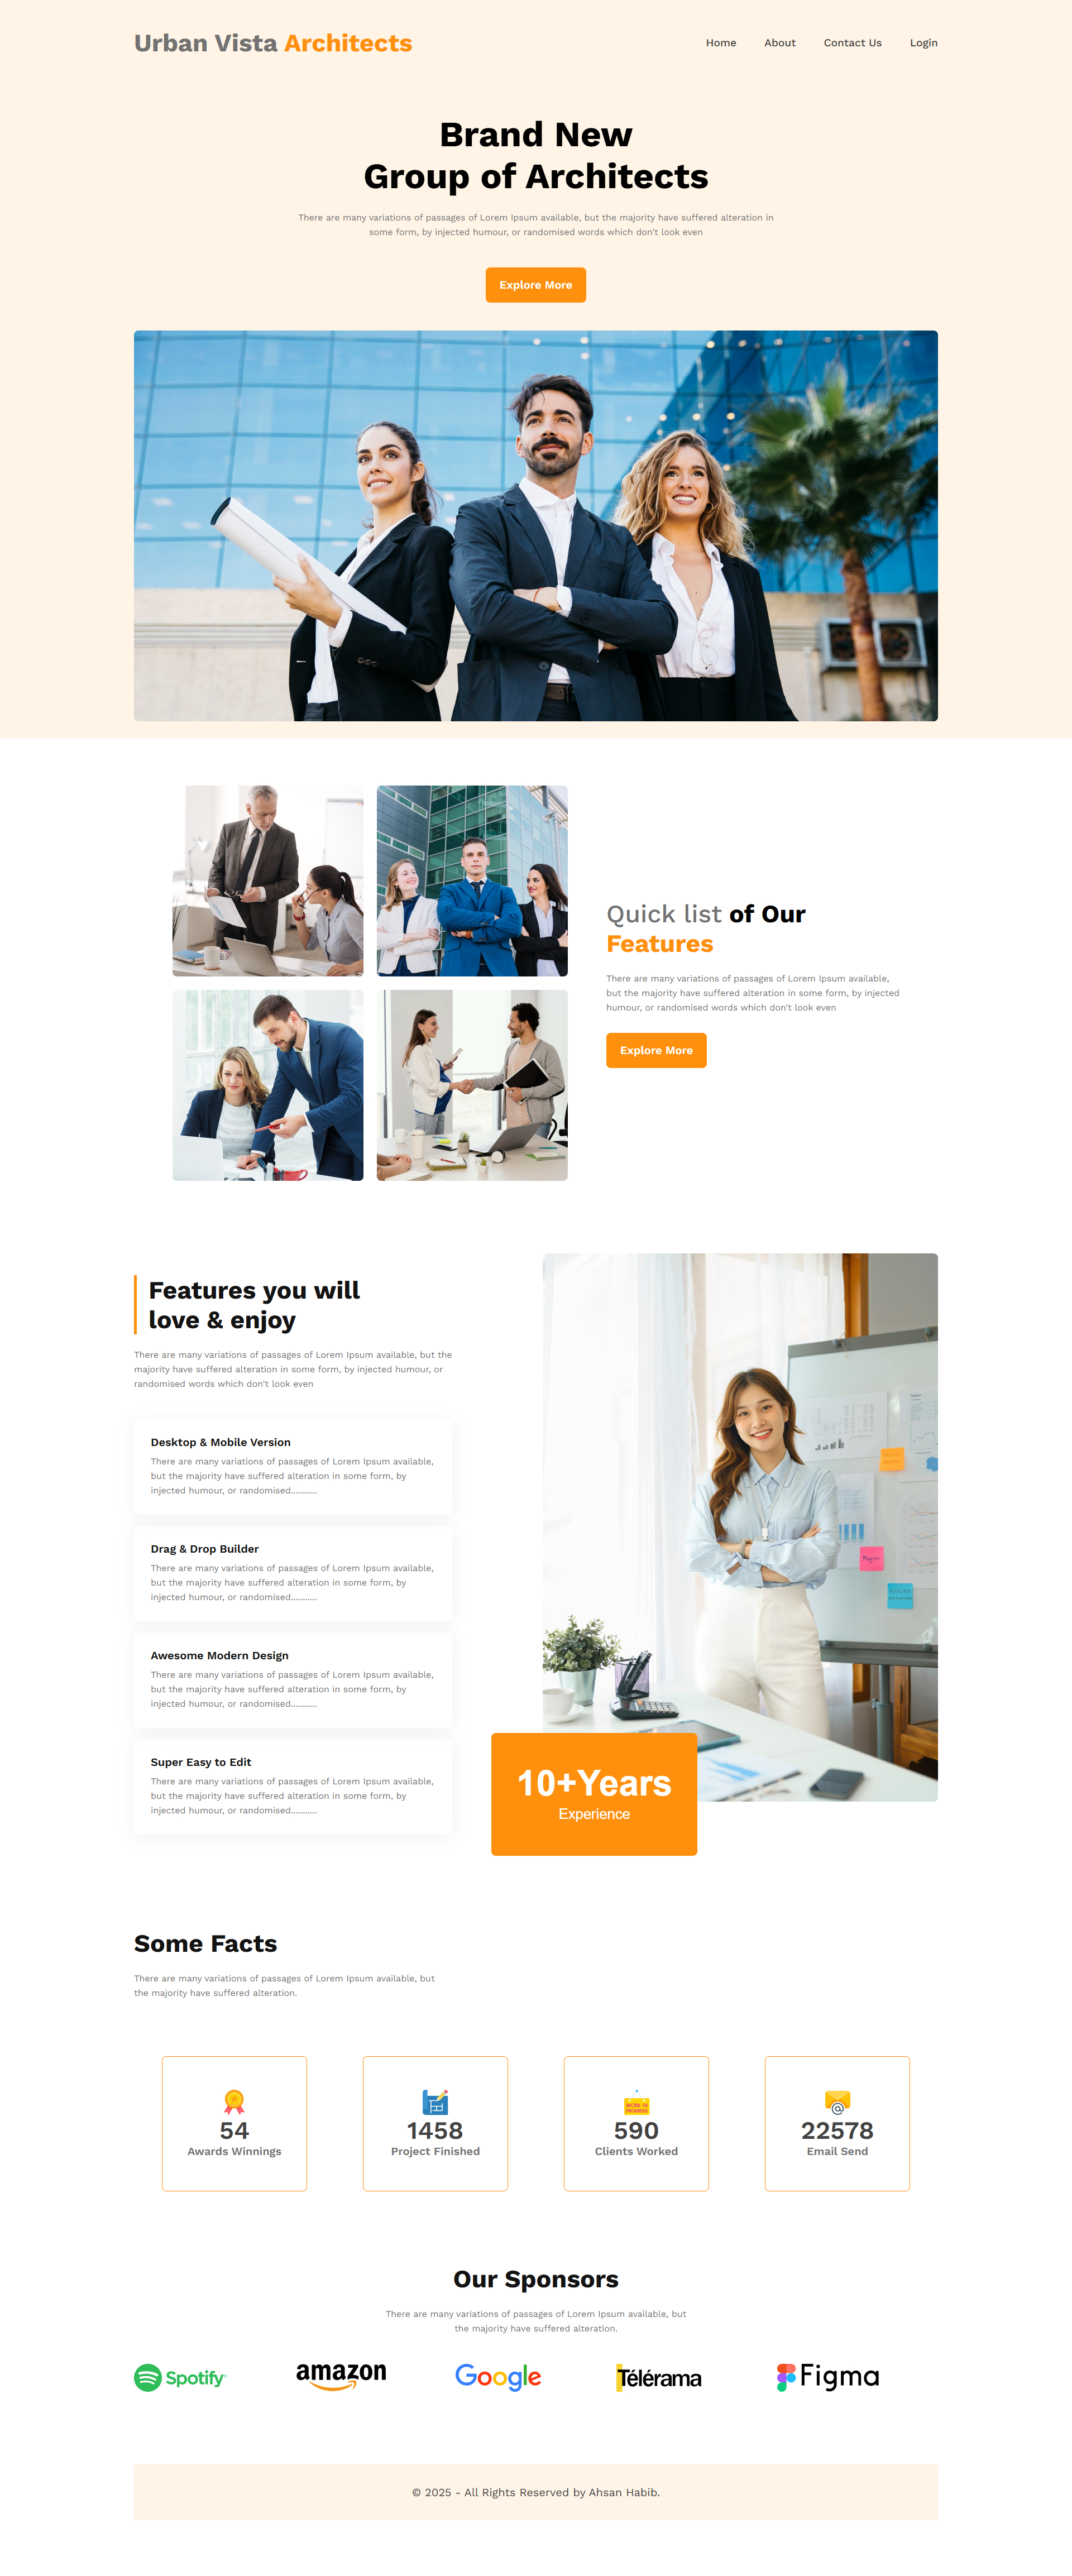 Urban Vista Architects
Home About Contact Us Login
Brand New
Group of Architects
There are many variations of passages of Lorem Ipsum available, but the majority have suffered alteration in
some form, by injected humour, or randomised words which don't look even
Explore More
Quick list of Our
Features
There are many variations of passages of Lorem Ipsum available,
but the majority have suffered alteration in some form, by injected
humour, or randomised words which don't look even
Explore More
Features you will
love & enjoy
There are many variations of passages of Lorem Ipsum available, but the
majority have suffered alteration in some form, by injected humour, or
randomised words which don't look even
Desktop & Mobile Version
There are many variations of passages of Lorem Ipsum available,
but the majority have suffered alteration in some form, by
injected humour, or randomised...........
Drag & Drop Builder
There are many variations of passages of Lorem Ipsum available,
but the majority have suffered alteration in some form, by
injected humour, or randomised...........
Awesome Modern Design
There are many variations of passages of Lorem Ipsum available,
but the majority have suffered alteration in some form, by
injected humour, or randomised...........
Super Easy to Edit
There are many variations of passages of Lorem Ipsum available,
but the majority have suffered alteration in some form, by
injected humour, or randomised...........
10+Years
Experience
Some Facts
There are many variations of passages of Lorem Ipsum available, but
the majority have suffered alteration.
WORK IN
PROGRESS
54 1458 590 22578
Awards Winnings Project Finished Clients Worked Email Send
Our Sponsors
There are many variations of passages of Lorem Ipsum available, but
the majority have suffered alteration.
Spotify amazon Google Télérama Figma
© 2025 - All Rights Reserved by Ahsan Habib.